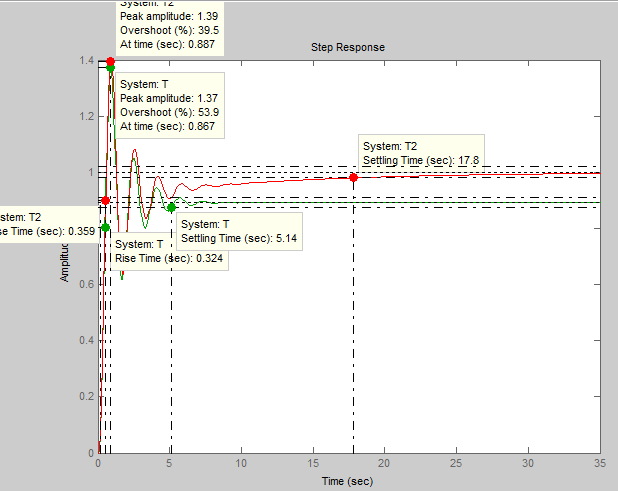 System: T2
Peak amplitude: 1.39
Overshoot (%): 39.5
At time (sec): 0.887
Step Response
System: T
Peak amplitude: 1.37
Overshoot (%): 53.9
At time (sec): 0.867
System: T2
Settling Time (sec): 17.8
stem: T2
se Time (sec): 0.359
System: T
Settling Time (sec): 5.14
System: T
Rise Time (sec): 0.324
Amplitud
1.4
1.2
1
0.6
0.4
0.2
0
0
5
10
15
20
25
30
35
Time (sec)